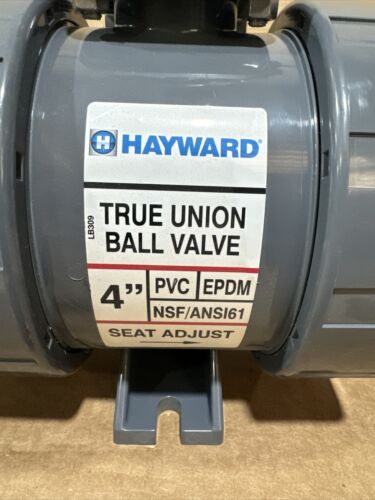 H HAYWARD®
TRUE UNION
BALL VALVE
LB309
4" PVC EPDM
NSF/ANSI61
SEAT ADJUST